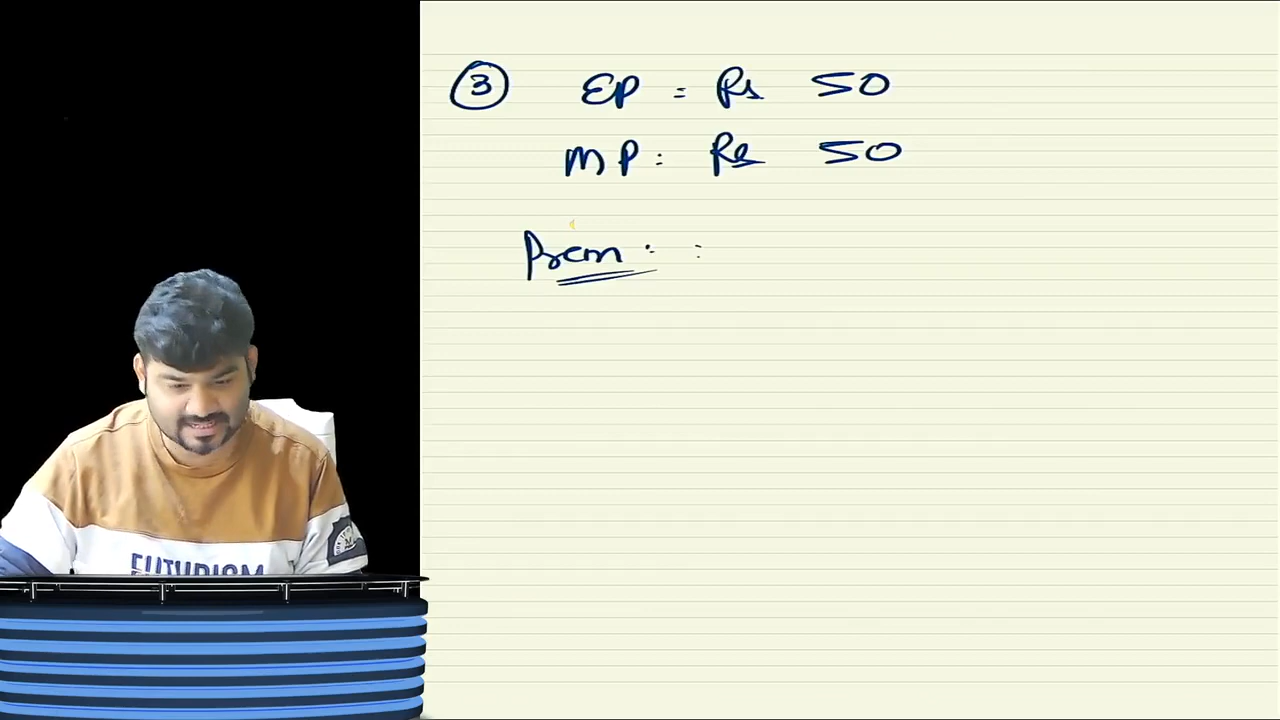 ③ EP = Rs 50
MP : Rs 50
Prem : :
FUTURISM